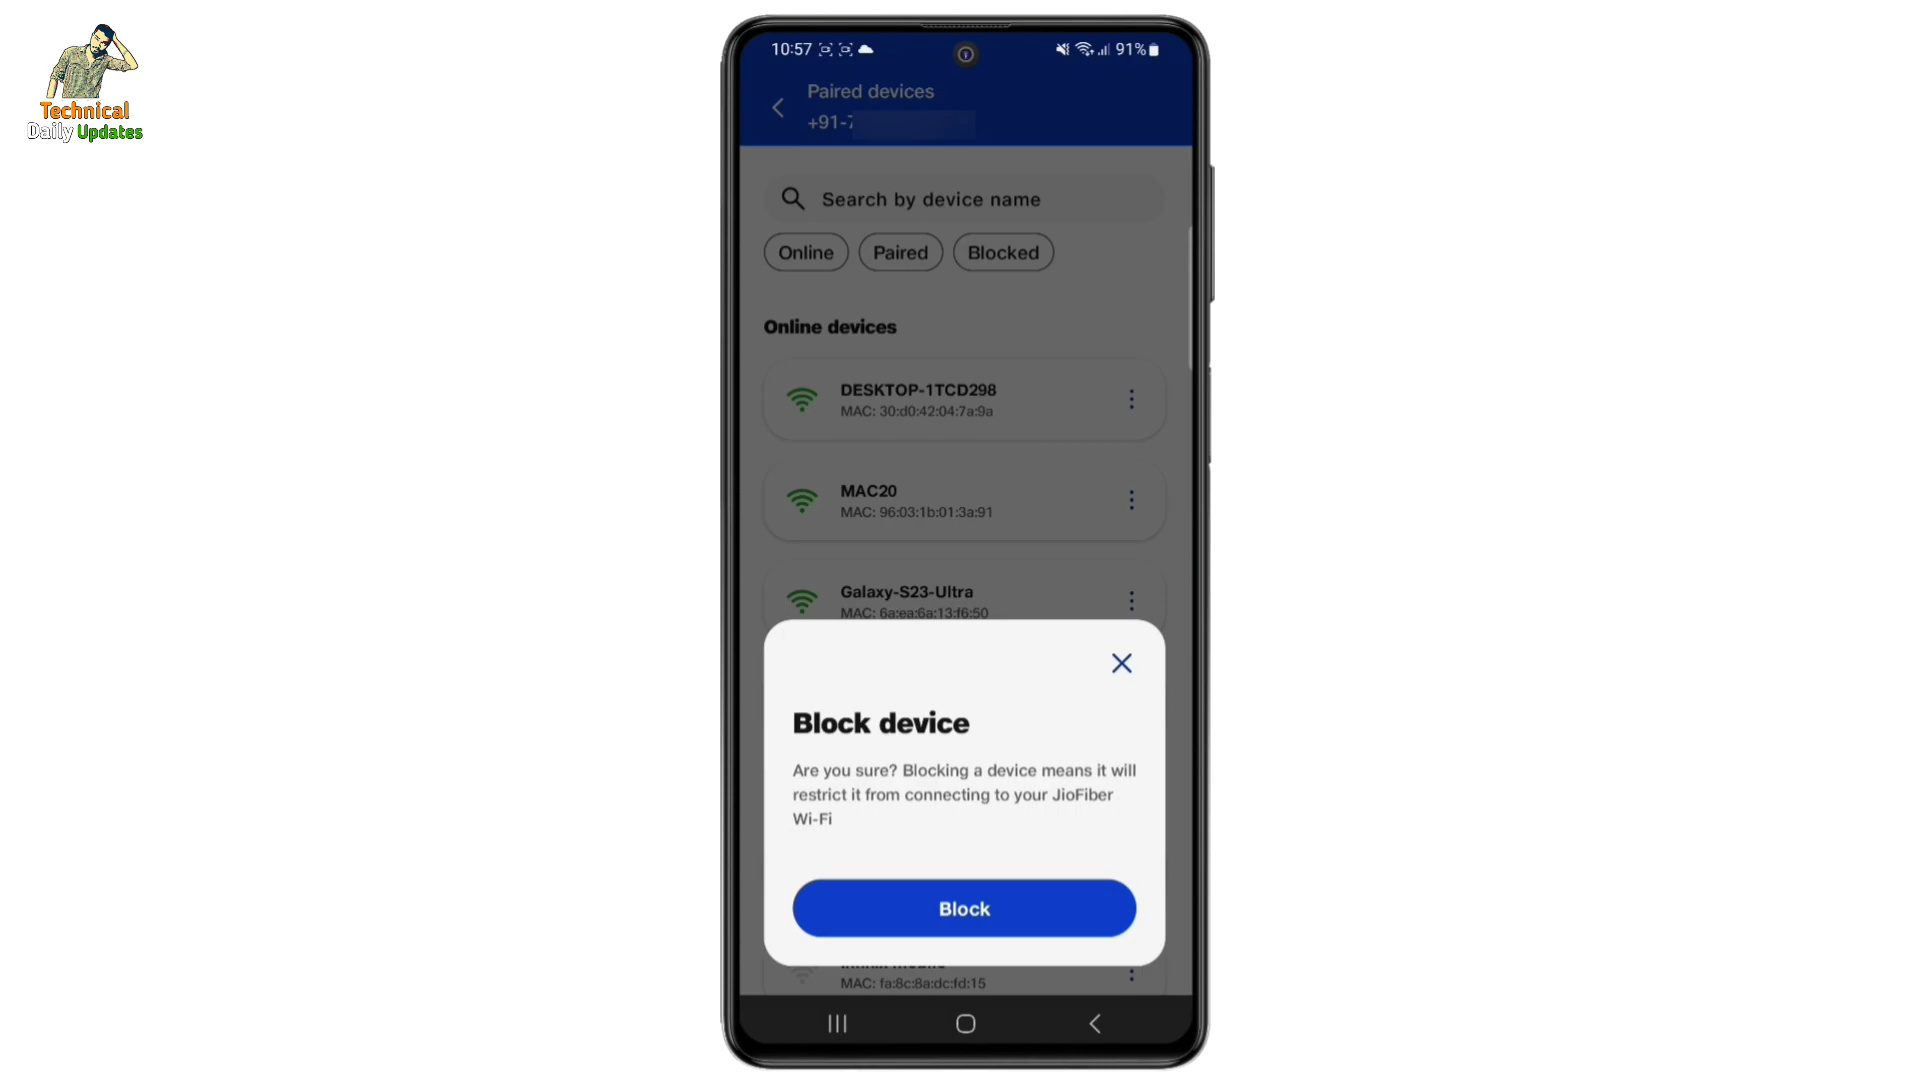 Technical
Daily Updates
10:57
91%
Paired devices
+91-7
Search by device name
Online Paired Blocked
Online devices
DESKTOP-1TCD298
MAC: 30:d0:42:04:7a:9a
MAC20
MAC: 96:03:1b:01:3a:91
Galaxy-S23-Ultra
MAC: 6a:ea:6a:13:f6:50
Block device
Are you sure? Blocking a device means it will
restrict it from connecting to your JioFiber
Wi-Fi
Block
MAC: fa:8c:8a:dc:fd:15